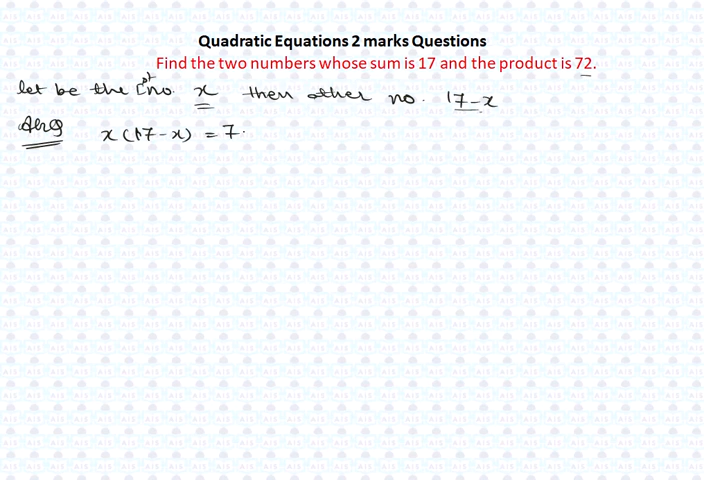 Quadratic Equations 2 marks Questions
Find the two numbers whose sum is 17 and the product is 72.
let be the Ist no. x then other no. 17-x
x(17-x) = 7